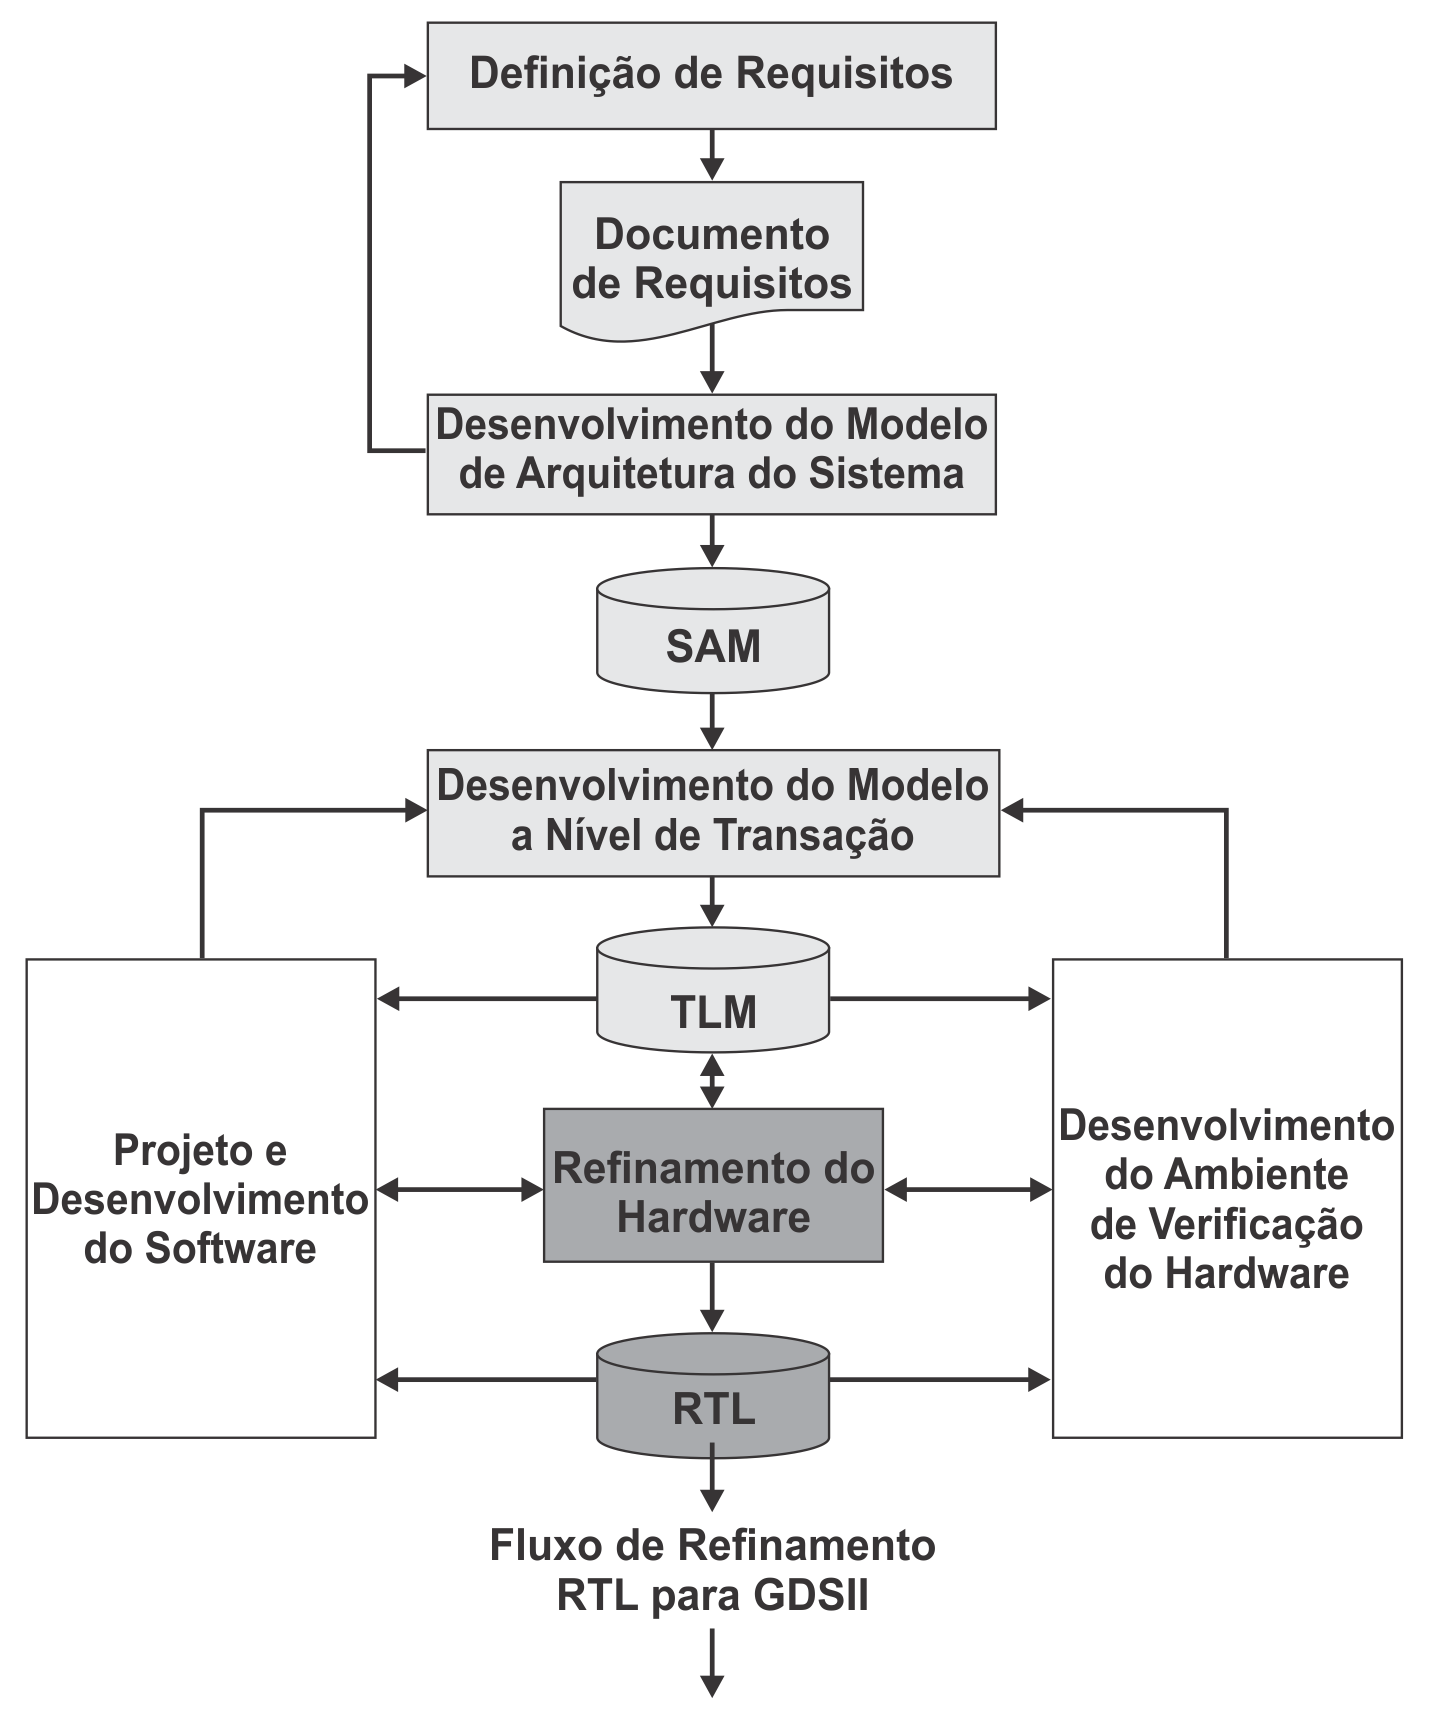 Definição de Requisitos
Documento
de Requisitos
Desenvolvimento do Modelo
de Arquitetura do Sistema
SAM
Desenvolvimento do Modelo
a Nível de Transação
TLM
Projeto e
Desenvolvimento
do Software
Refinamento do
Hardware
Desenvolvimento
do Ambiente
de Verificação
do Hardware
RTL
Fluxo de Refinamento
RTL para GDSII